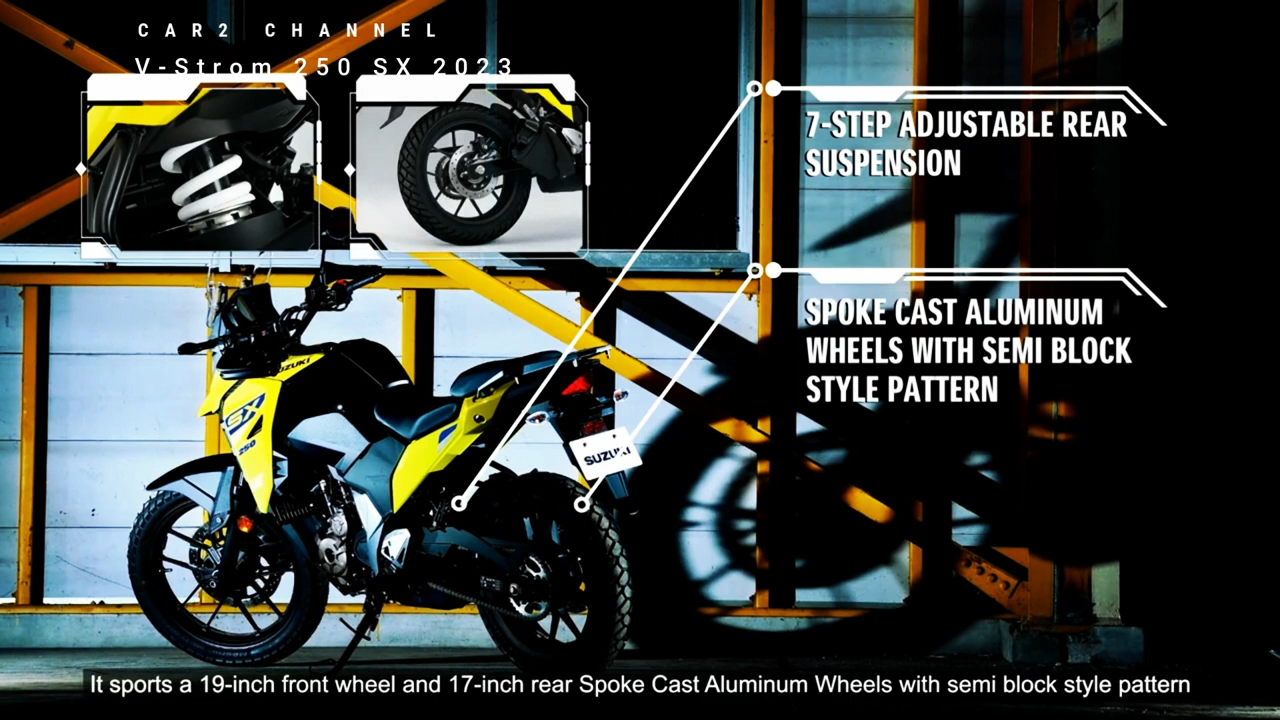 CAR2 CHANNEL
V-Strom 250 SX 2023
7-STEP ADJUSTABLE REAR
SUSPENSION
SPOKE CAST ALUMINUM
WHEELS WITH SEMI BLOCK
STYLE PATTERN
SUZUKI
SX
250
SUZUKI
It sports a 19-inch front wheel and 17-inch rear Spoke Cast Aluminum Wheels with semi block style pattern